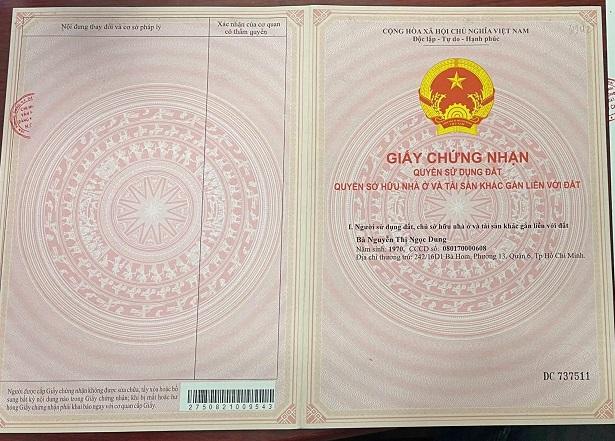 Nội dung thay đổi và cơ sở pháp lý
Xác nhận của cơ quan
có thẩm quyền
Người được cấp Giấy chứng nhận không được sửa chữa, tẩy xóa hoặc bổ
sung bất kỳ nội dung nào trong Giấy chứng nhận; khi bị mất hoặc hư
hỏng Giấy chứng nhận phải khai báo ngay với cơ quan cấp Giấy.
2750821009543
CỘNG HÒA XÃ HỘI CHỦ NGHĨA VIỆT NAM
Độc lập - Tự do - Hạnh phúc
GIẤY CHỨNG NHẬN
QUYỀN SỬ DỤNG ĐẤT
QUYỀN SỞ HỮU NHÀ Ở VÀ TÀI SẢN KHÁC GẮN LIỀN VỚI ĐẤT
I. Người sử dụng đất, chủ sở hữu nhà ở và tài sản khác gắn liền với đất
Bà Nguyễn Thị Ngọc Dung
Năm sinh: 1970, CCCD số: 080170000608
Địa chỉ thường trú: 242/16D1 Bà Hom, Phường 13, Quận 6, Tp Hồ Chí Minh.
DC 737511